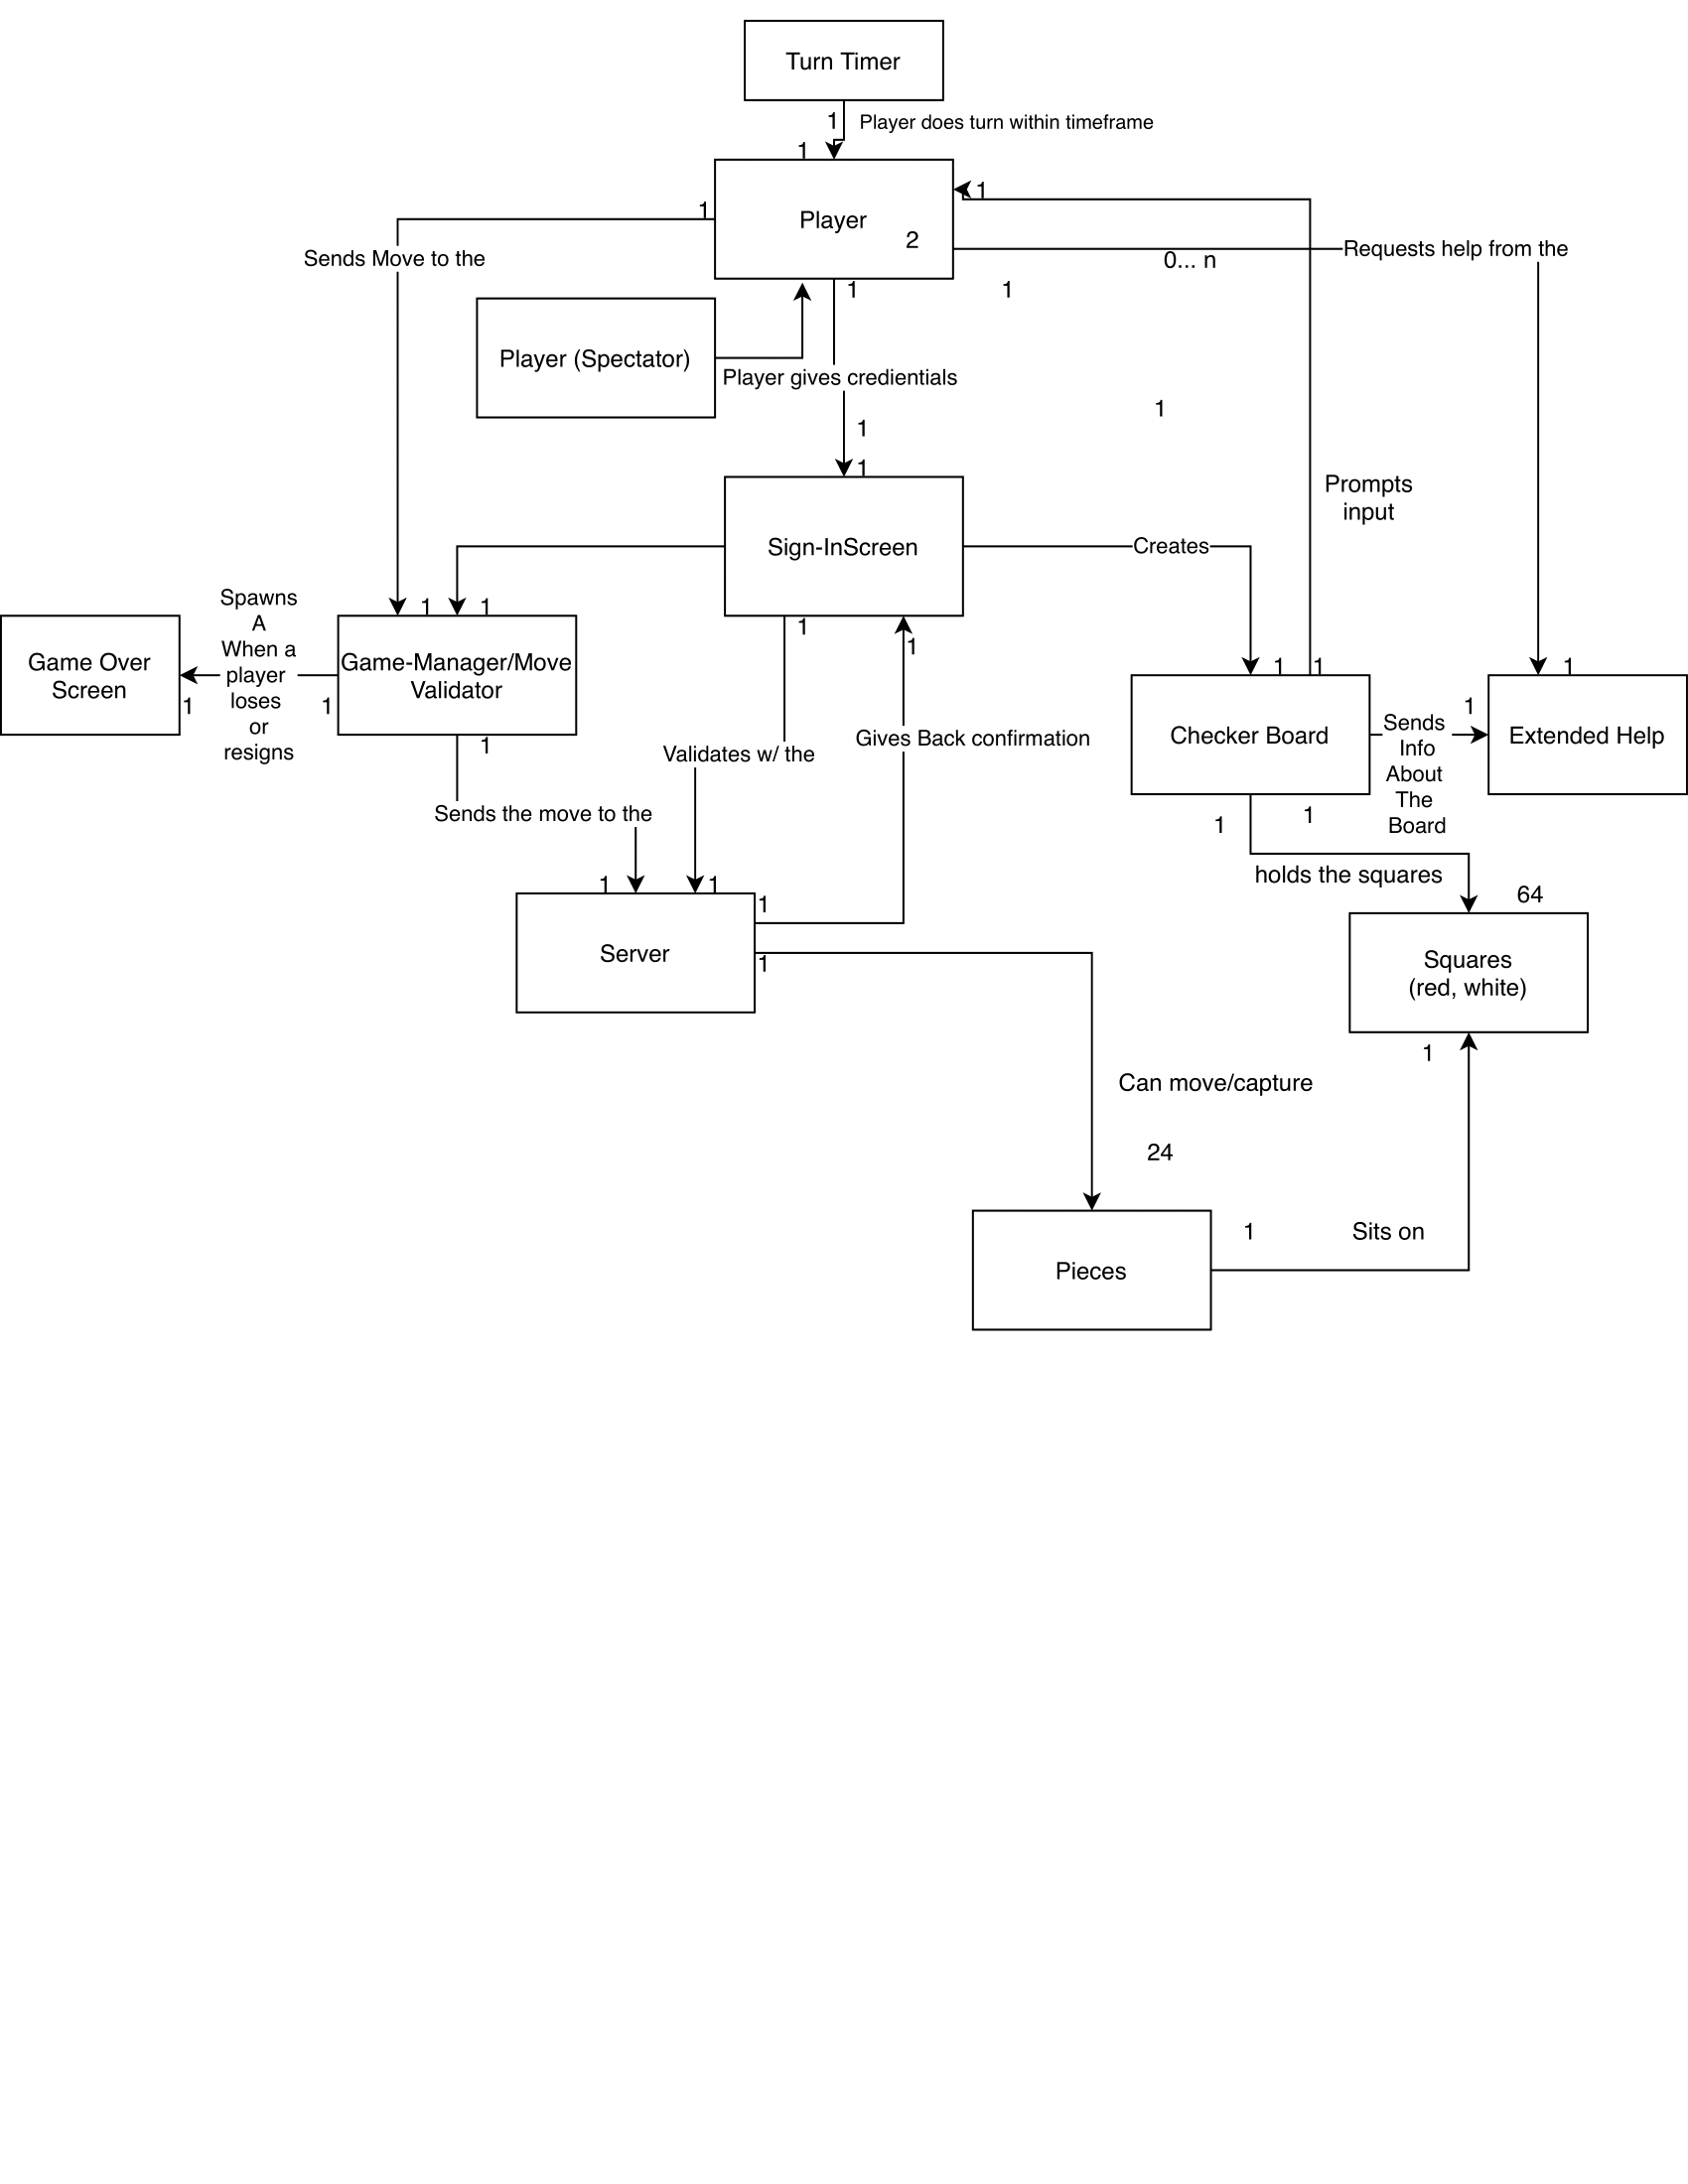 Turn Timer
1
Player does turn within timeframe
1
1
1
Player
2
Sends Move to the
Requests help from the
0... n
1
1
Player (Spectator)
Player gives credientials
1
1
1
Prompts
input
Sign-InScreen
Creates
Spawns
A
When a
player
loses
or
resigns
1
1
1
1
1
1
1
Game Over
Screen
Game-Manager/Move
Validator
1
1
1
Checker Board
Sends
Info
About
The
Board
1
Extended Help
Validates w/ the
Gives Back confirmation
Sends the move to the
1
1
holds the squares
64
1
1
1
Server
1
Squares
(red, white)
1
Can move/capture
24
1
Sits on
Pieces